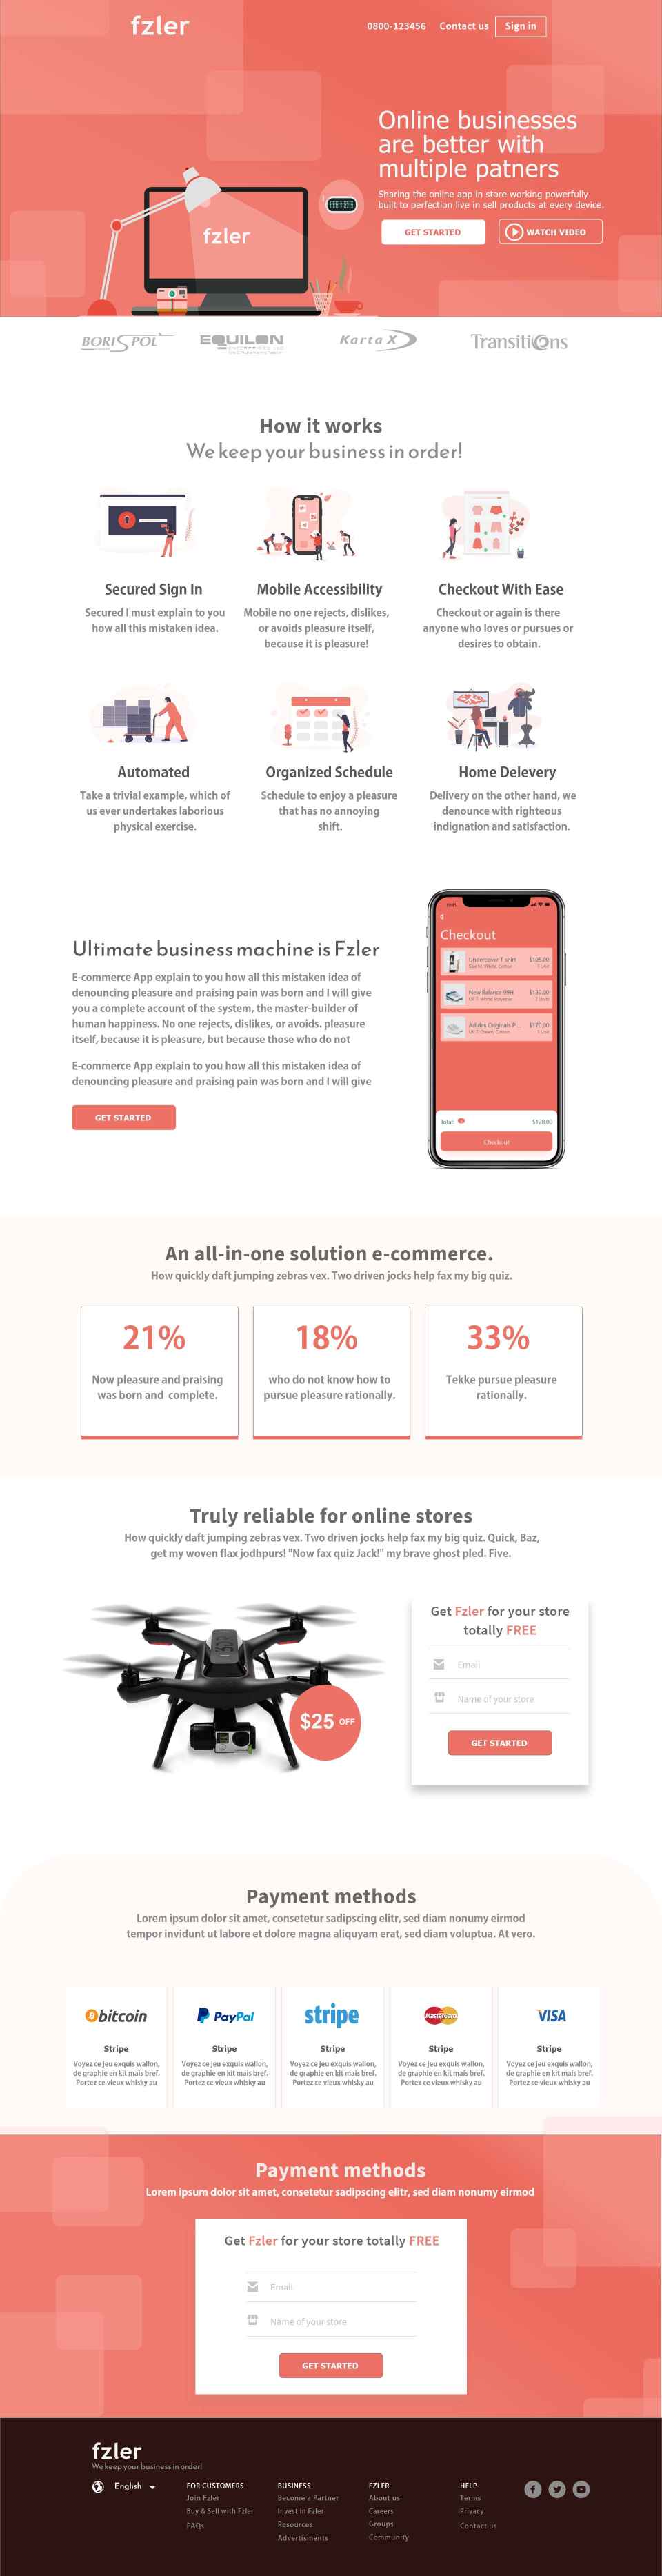 fzler
0800-123456 Contact us Sign in
Online businesses
are better with
multiple patners
Sharing the online app in store working powerfully
built to perfection live in sell products at every device.
GET STARTED WATCH VIDEO
08:25
fzler
BORISPOL EQUILON Karta X Transitions
How it works
We keep your business in order!
Secured Sign In
Secured I must explain to you
how all this mistaken idea.
Mobile Accessibility
Mobile no one rejects, dislikes,
or avoids pleasure itself,
because it is pleasure!
Checkout With Ease
Checkout or again is there
anyone who loves or pursues or
desires to obtain.
Automated
Take a trivial example, which of
us ever undertakes laborious
physical exercise.
Organized Schedule
Schedule to enjoy a pleasure
that has no annoying
shift.
Home Delevery
Delivery on the other hand, we
denounce with righteous
indignation and satisfaction.
Ultimate business machine is Fzler
E-commerce App explain to you how all this mistaken idea of
denouncing pleasure and praising pain was born and I will give
you a complete account of the system, the master-builder of
human happiness. No one rejects, dislikes, or avoids. pleasure
itself, because it is pleasure, but because those who do not
E-commerce App explain to you how all this mistaken idea of
denouncing pleasure and praising pain was born and I will give
GET STARTED
Checkout
Undercover T shirt $105.00
New Balance 99H. $130.00
Adidas Originals P... $170.00
Total $128.00
Checkout
An all-in-one solution e-commerce.
How quickly daft jumping zebras vex. Two driven jocks help fax my big quiz.
21%
Now pleasure and praising
was born and complete.
18%
who do not know how to
pursue pleasure rationally.
33%
Tekke pursue pleasure
rationally.
Truly reliable for online stores
How quickly daft jumping zebras vex. Two driven jocks help fax my big quiz. Quick, Baz,
get my woven flax jodhpurs! "Now fax quiz Jack!" my brave ghost pled. Five.
$25 OFF
Get Fzler for your store
totally FREE
Email
Name of your store
GET STARTED
Payment methods
Lorem ipsum dolor sit amet, consetetur sadipscing elitr, sed diam nonumy eirmod
tempor invidunt ut labore et dolore magna aliquyam erat, sed diam voluptua. At vero.
bitcoin
Stripe
Voyez ce jeu exquis wallon,
de graphie en kit mais bref.
Portez ce vieux whisky au
PayPal
Stripe
Voyez ce jeu exquis wallon,
de graphie en kit mais bref.
Portez ce vieux whisky au
stripe
Stripe
Voyez ce jeu exquis wallon,
de graphie en kit mais bref.
Portez ce vieux whisky au
MasterCard
Stripe
Voyez ce jeu exquis wallon,
de graphie en kit mais bref.
Portez ce vieux whisky au
VISA
Stripe
Voyez ce jeu exquis wallon,
de graphie en kit mais bref.
Portez ce vieux whisky au
Payment methods
Lorem ipsum dolor sit amet, consetetur sadipscing elitr, sed diam nonumy eirmod
Get Fzler for your store totally FREE
Email
Name of your store
GET STARTED
fzler
We keep your business in order!
English
FOR CUSTOMERS
Join Fzler
Buy & Sell with Fzler
FAQs
BUSINESS
Become a Partner
Invest in Fzler
Resources
Advertisments
FZLER
About us
Careers
Groups
Community
HELP
Terms
Privacy
Contact us